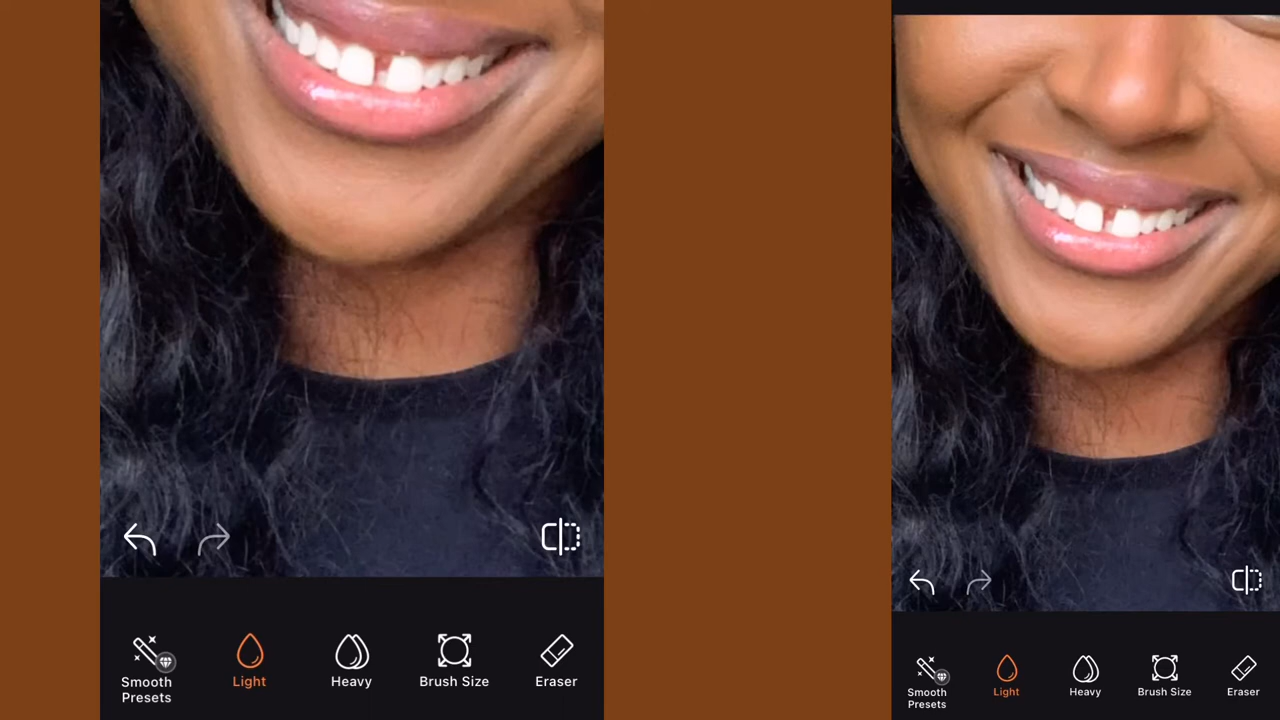 Smooth
Presets
Light
Heavy
Brush Size
Eraser
Smooth
Presets
Light
Heavy
Brush Size
Eraser